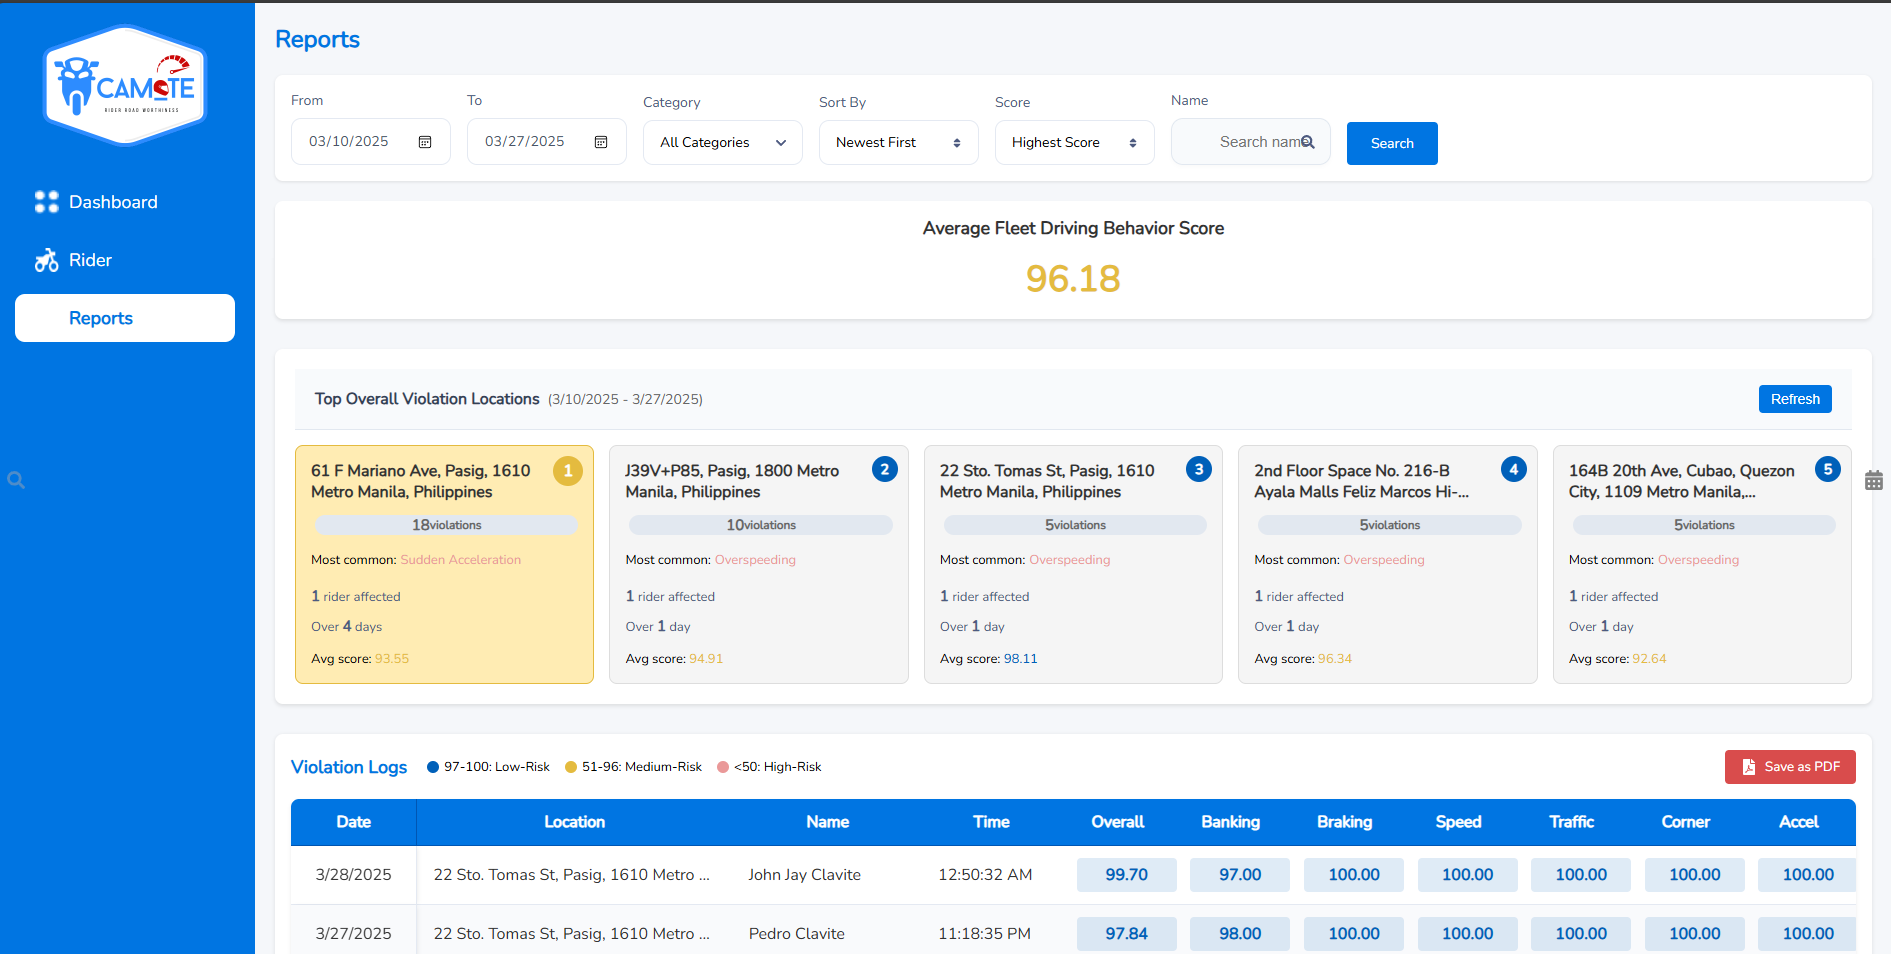 CAMOTE
RIDER ROAD WORTHINESS
Dashboard
Rider
Reports
Reports
From
To
Category
Sort By
Score
Name
03/10/2025
03/27/2025
All Categories
Newest First
Highest Score
Search name
Search
Average Fleet Driving Behavior Score
96.18
Top Overall Violation Locations (3/10/2025 - 3/27/2025)
Refresh
61 F Mariano Ave, Pasig, 1610
Metro Manila, Philippines
1
18violations
Most common: Sudden Acceleration
1 rider affected
Over 4 days
Avg score: 93.55
J39V+P85, Pasig, 1800 Metro
Manila, Philippines
2
10violations
Most common: Overspeeding
1 rider affected
Over 1 day
Avg score: 94.91
22 Sto. Tomas St, Pasig, 1610
Metro Manila, Philippines
3
5violations
Most common: Overspeeding
1 rider affected
Over 1 day
Avg score: 98.11
2nd Floor Space No. 216-B
Ayala Malls Feliz Marcos Hi-...
4
5violations
Most common: Overspeeding
1 rider affected
Over 1 day
Avg score: 96.34
164B 20th Ave, Cubao, Quezon
City, 1109 Metro Manila,...
5
5violations
Most common: Overspeeding
1 rider affected
Over 1 day
Avg score: 92.64
Violation Logs
97-100: Low-Risk
51-96: Medium-Risk
<50: High-Risk
Save as PDF
Date Location Name Time Overall Banking Braking Speed Traffic Corner Accel
3/28/2025 22 Sto. Tomas St, Pasig, 1610 Metro ... John Jay Clavite 12:50:32 AM 99.70 97.00 100.00 100.00 100.00 100.00 100.00
3/27/2025 22 Sto. Tomas St, Pasig, 1610 Metro ... Pedro Clavite 11:18:35 PM 97.84 98.00 100.00 100.00 100.00 100.00 100.00